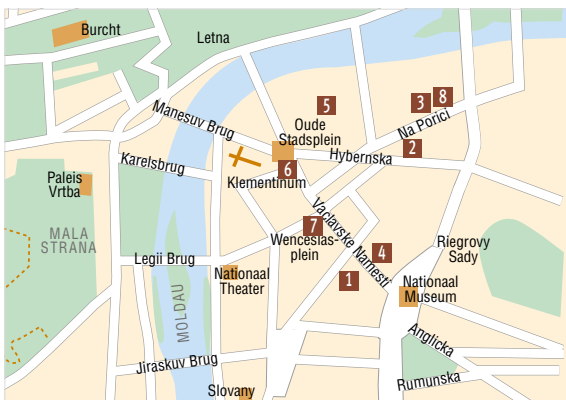 Burcht
Letna
5
3
8
Manesuv Brug
Oude
Stadsplein
Na Porici
2
Hybernska
Karelsbrug
6
Klementinum
Paleis
Vrtba
Vaclavske Namesti
7
MALA
STRANA
Wenceslas-
plein
4
Riegrovy
Sady
Legii Brug
Nationaal
Theater
1
Nationaal
Museum
MOLDAU
Anglicka
Jiraskuv Brug
Rumunska
Slovany